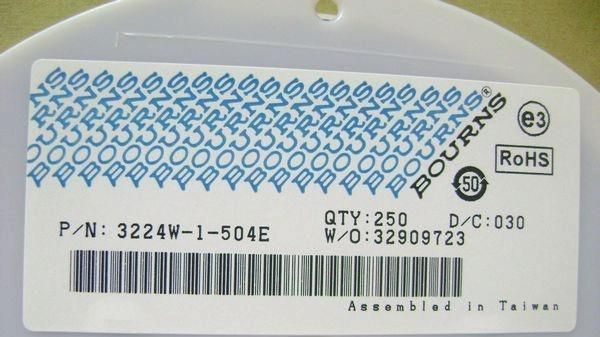 BOURNS®
e3
RoHS
50
P/N: 3224W-1-504E
QTY:250 D/C:030
W/O:32909723
Assembled in Taiwan